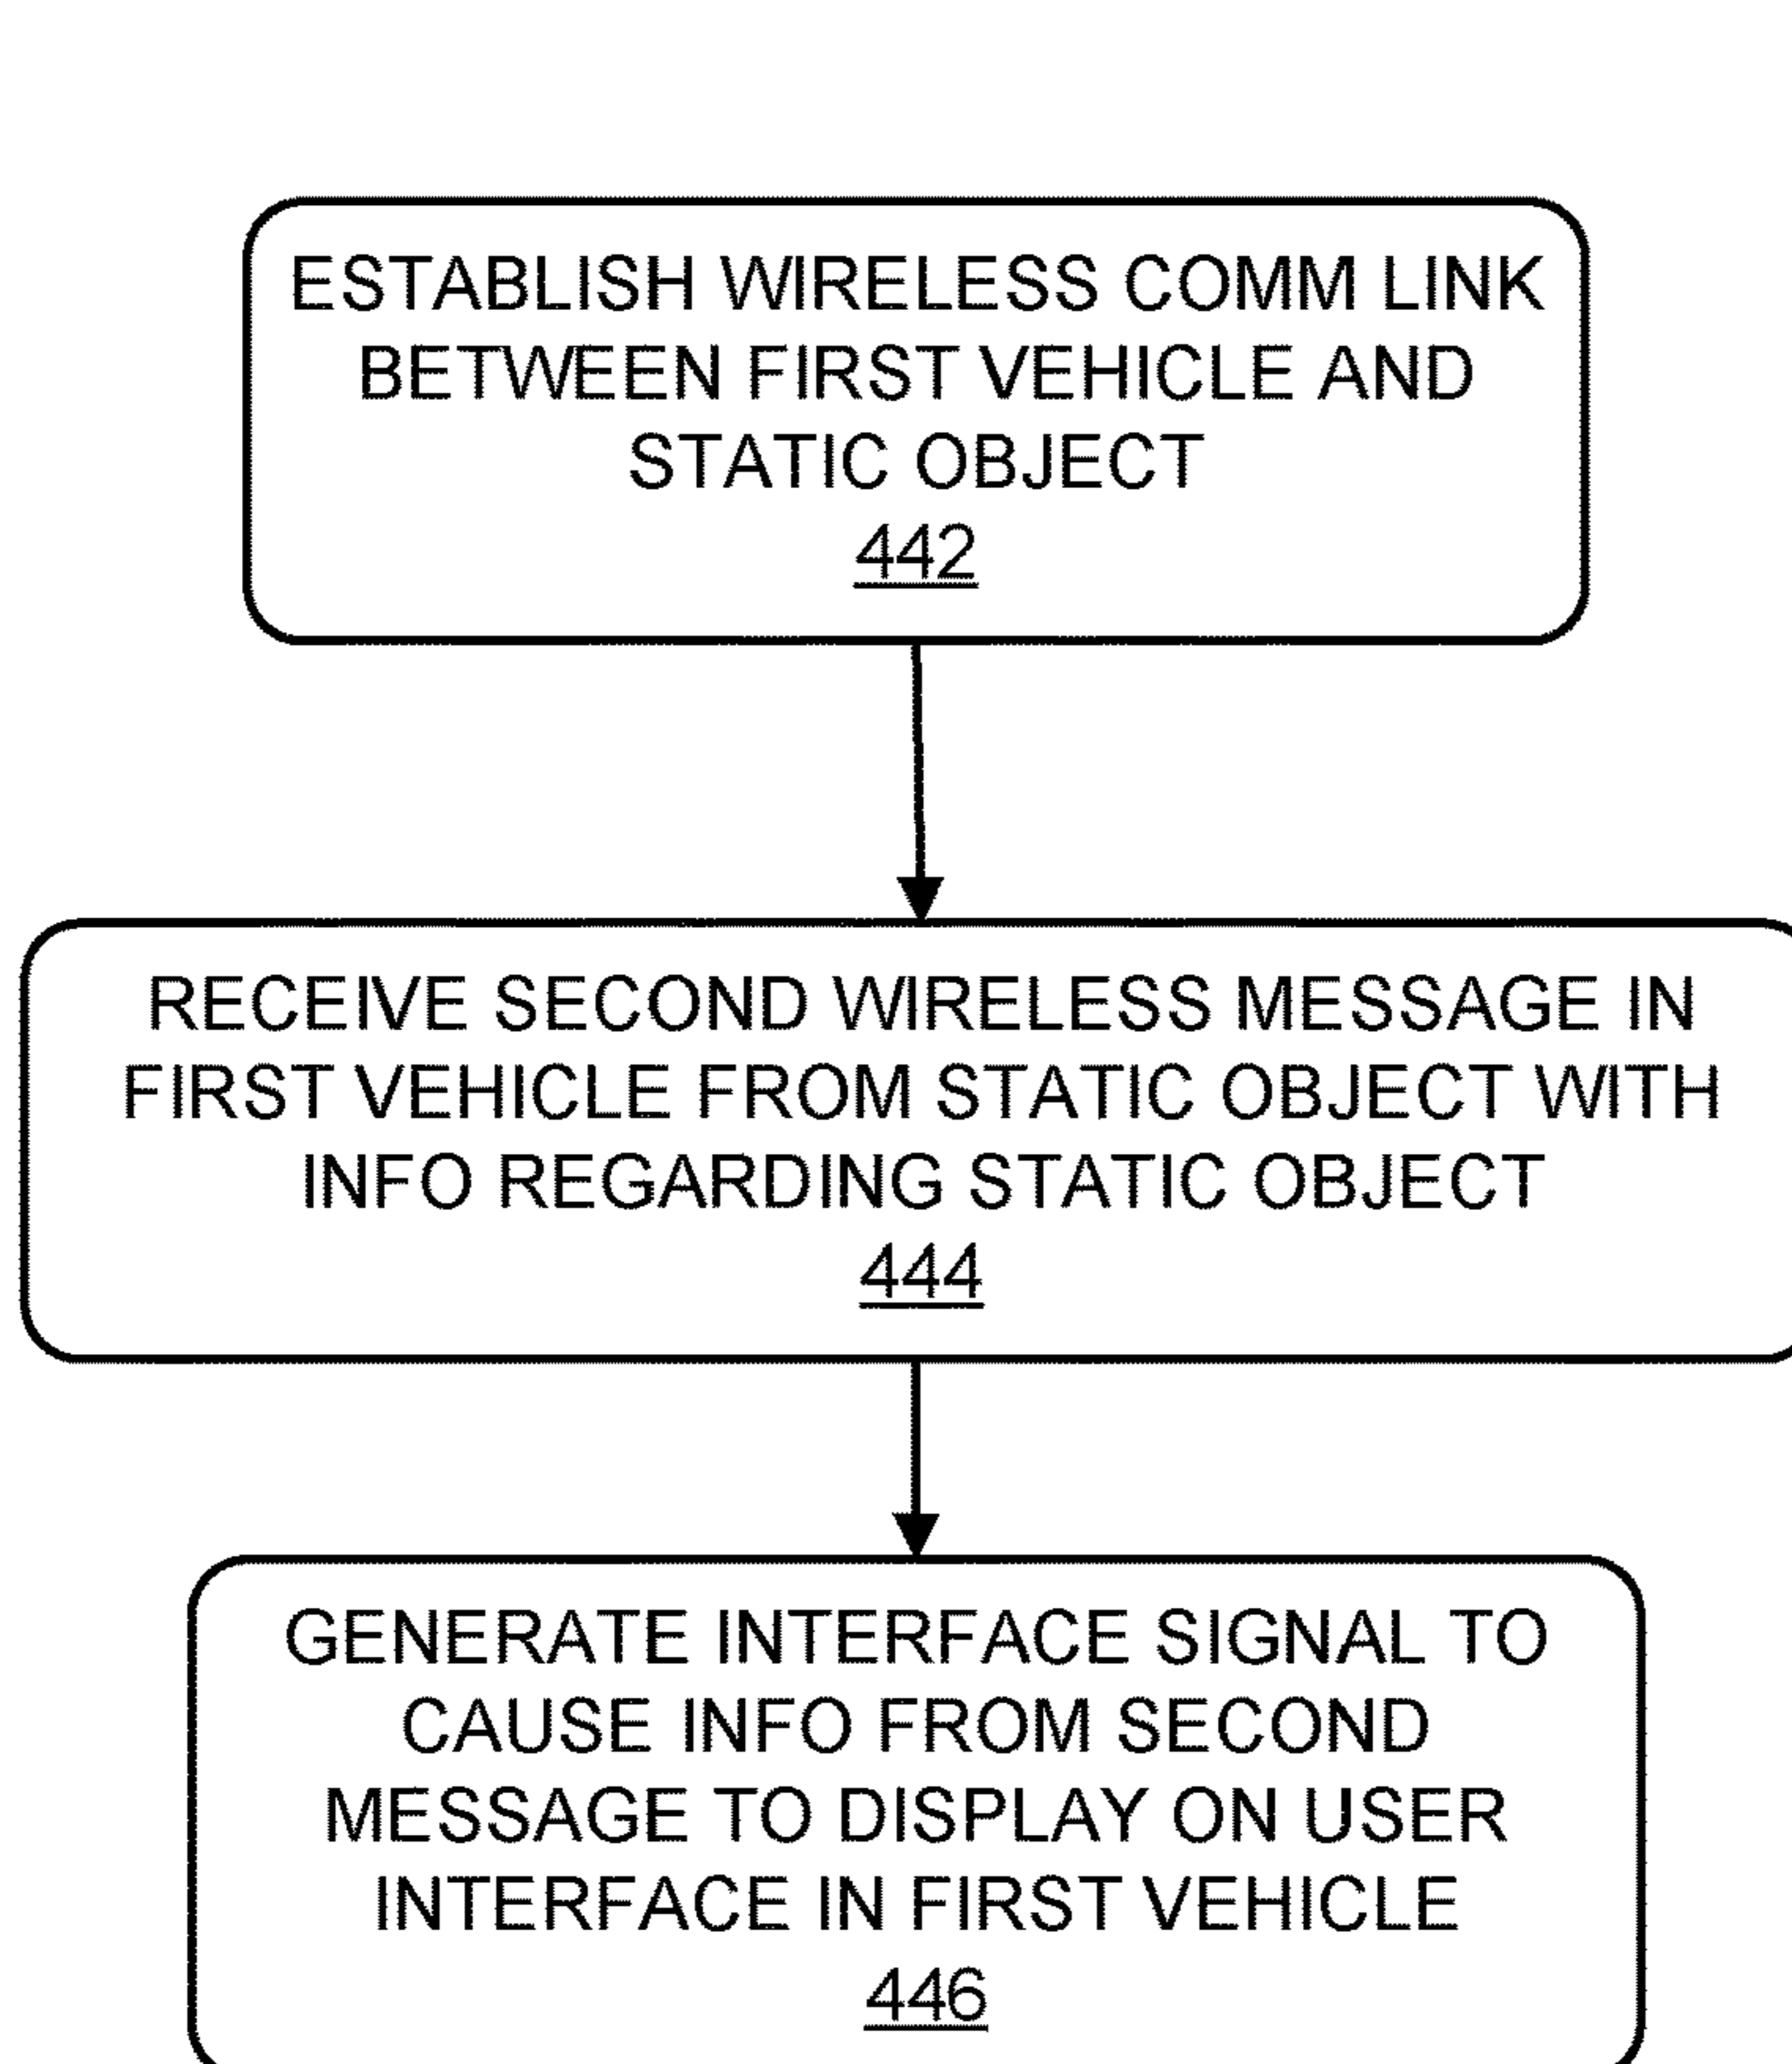 ESTABLISH WIRELESS COMM LINK
BETWEEN FIRST VEHICLE AND
STATIC OBJECT
442
RECEIVE SECOND WIRELESS MESSAGE IN
FIRST VEHICLE FROM STATIC OBJECT WITH
INFO REGARDING STATIC OBJECT
444
GENERATE INTERFACE SIGNAL TO
CAUSE INFO FROM SECOND
MESSAGE TO DISPLAY ON USER
INTERFACE IN FIRST VEHICLE
446